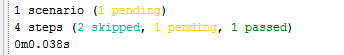 1 scenario (1 pending)
4 steps (2 skipped, 1 pending, 1 passed)
0m0.038s